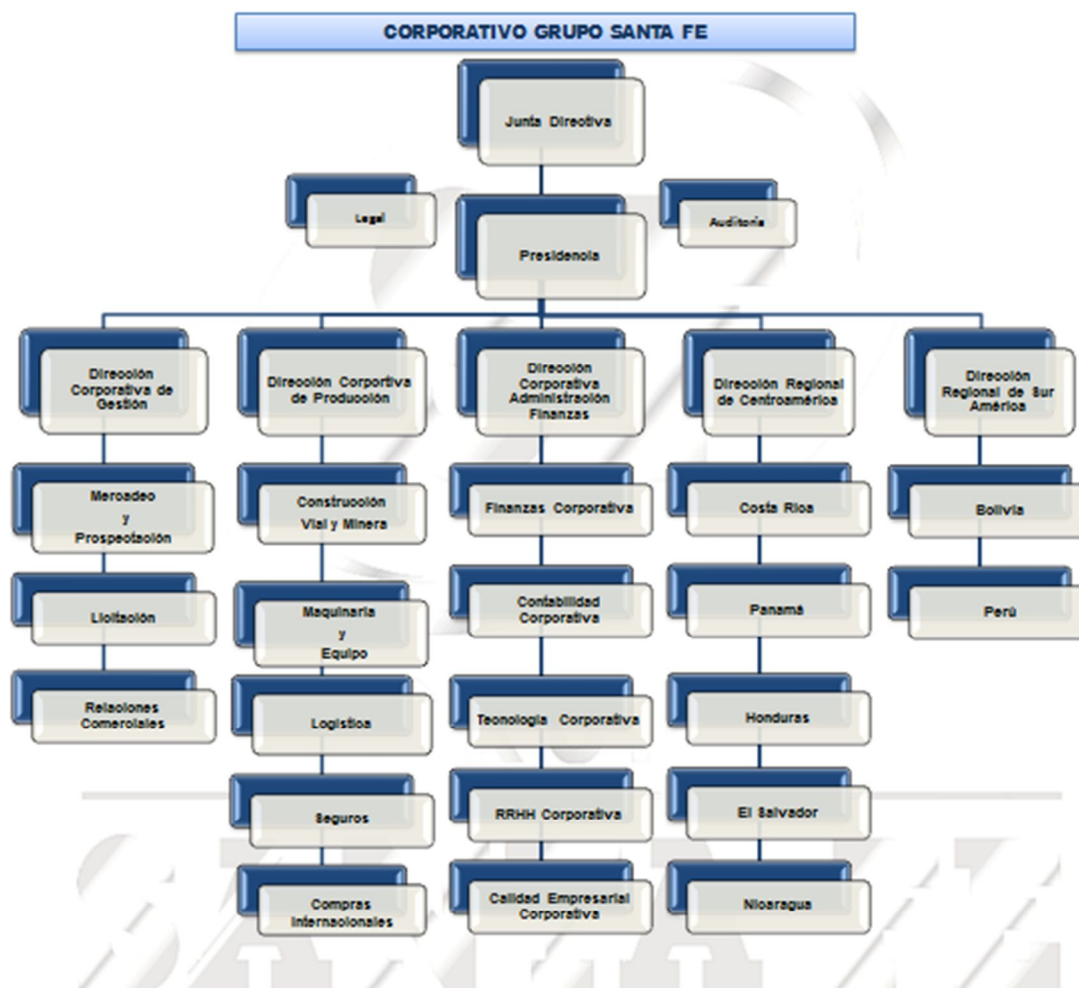 CORPORATIVO GRUPO SANTA FE
Junta Directiva
Legal
Auditoría
Presidencia
Dirección
Corporativa de
Gestión
Dirección Corportiva
de Producción
Dirección
Corporativa
Administración
Finanzas
Dirección Regional
de Centroamérica
Dirección
Regional de Sur
América
Mercadeo
y
Prospectación
Construcción
Vial y Minera
Finanzas Corporativa
Costa Rica
Bolivia
Licitación
Maquinaria
y
Equipo
Contabilidad
Corporativa
Panamá
Perú
Relaciones
Comerciales
Logística
Tecnología Corporativa
Honduras
Seguros
RRHH Corporativa
El Salvador
Compras
Internacionales
Calidad Empresarial
Corporativa
Nicaragua
SANTA FE